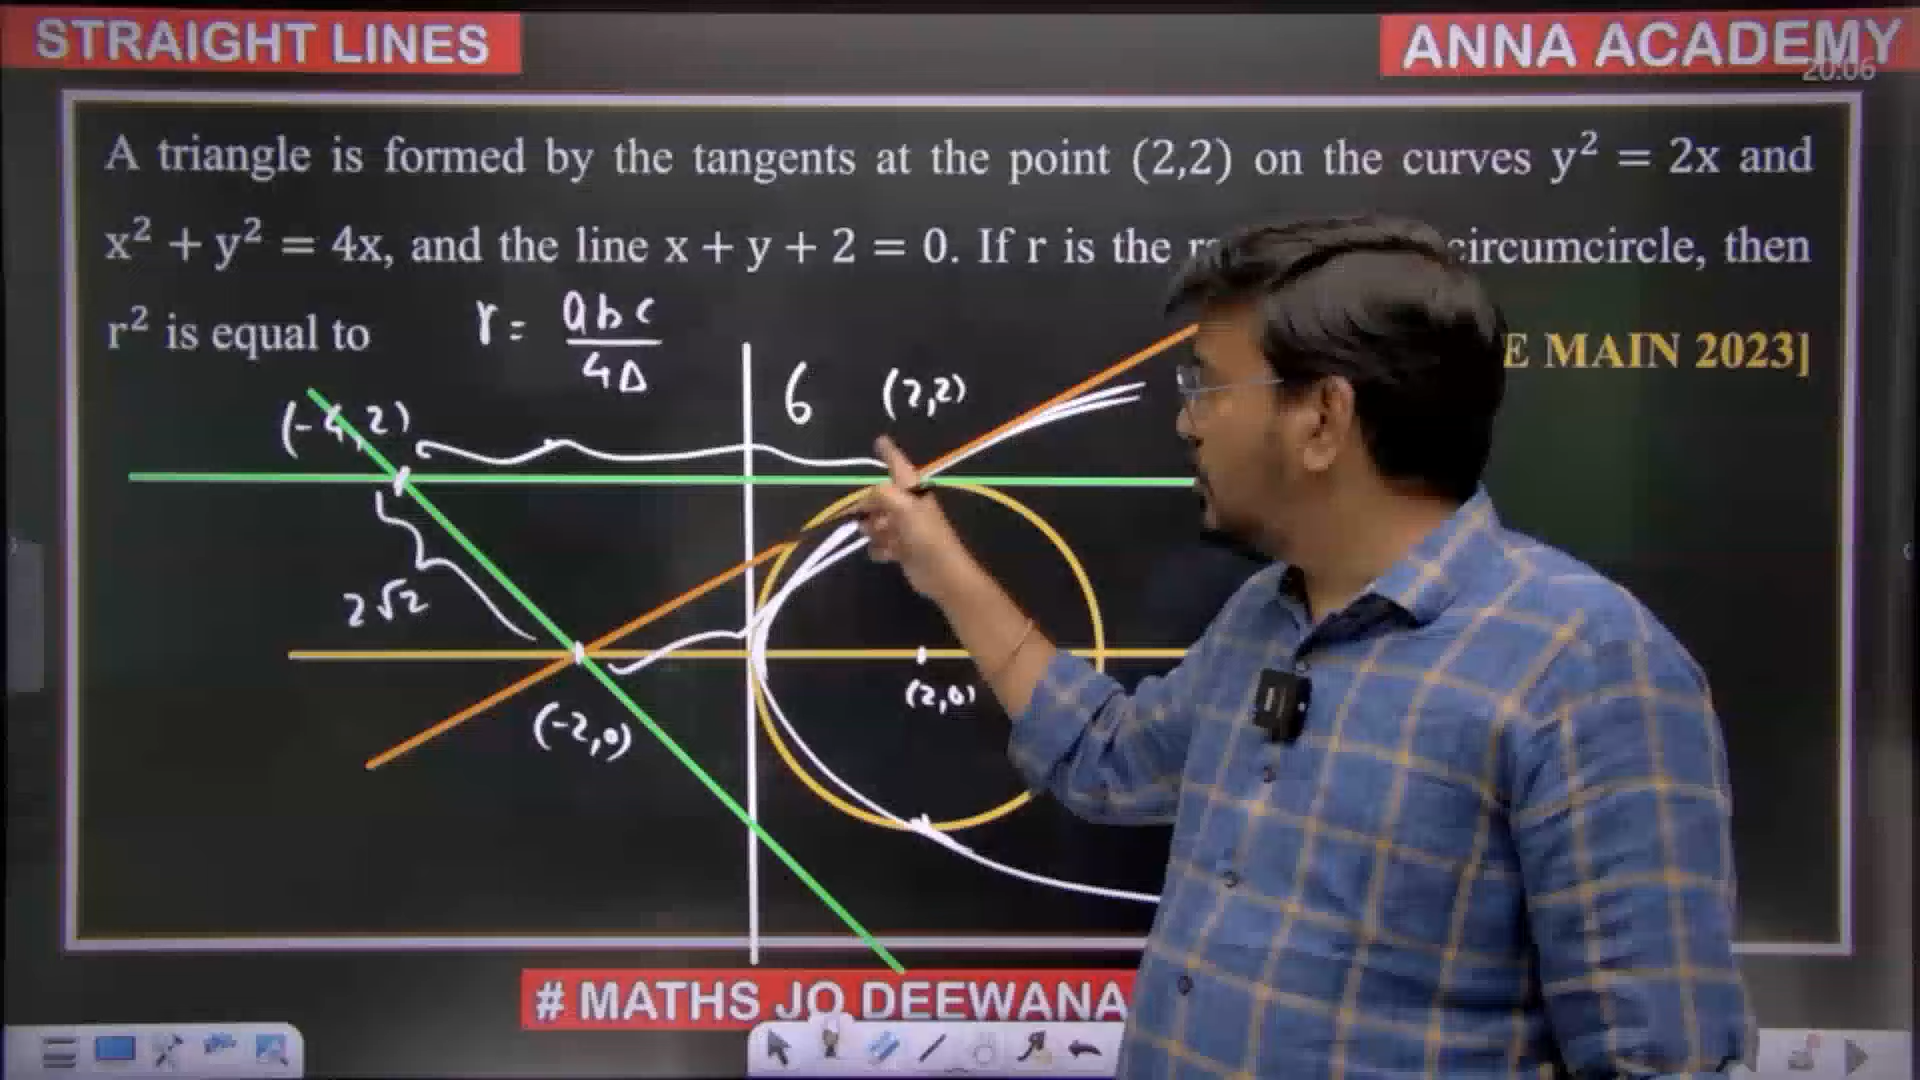 STRAIGHT LINES
ANNA ACADEMY
20:06
A triangle is formed by the tangents at the point (2,2) on the curves y² = 2x and
x² + y² = 4x, and the line x + y + 2 = 0. If r is the circumcircle, then
r² is equal to
r = abc / 4Δ
E MAIN 2023]
(-4,2)
6
(2,2)
2√2
(2,0)
(-2,0)
# MATHS JO DEEWANA